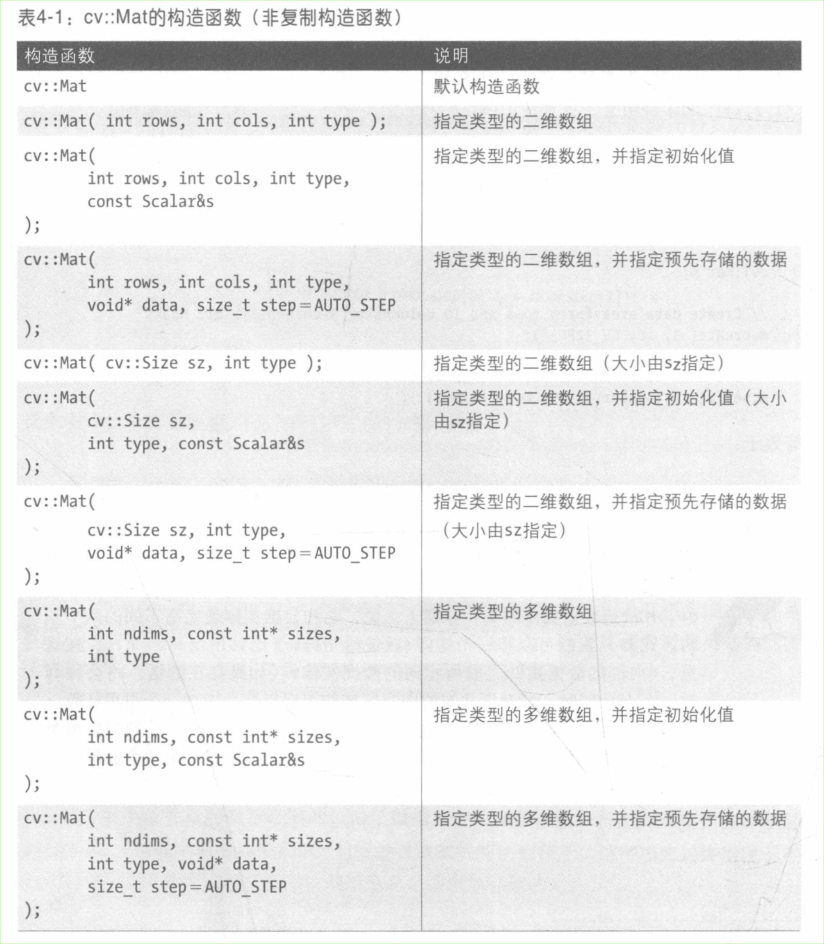 表4-1：cv::Mat的构造函数（非复制构造函数）
构造函数 说明
cv::Mat 默认构造函数
cv::Mat( int rows, int cols, int type ); 指定类型的二维数组
cv::Mat( 指定类型的二维数组，并指定初始化值
int rows, int cols, int type,
const Scalar&s
);
cv::Mat( 指定类型的二维数组，并指定预先存储的数据
int rows, int cols, int type,
void* data, size_t step=AUTO_STEP
);
cv::Mat( cv::Size sz, int type ); 指定类型的二维数组（大小由sz指定）
cv::Mat( 指定类型的二维数组，并指定初始化值（大小
cv::Size sz, 由sz指定）
int type, const Scalar&s
);
cv::Mat( 指定类型的二维数组，并指定预先存储的数据
cv::Size sz, int type, （大小由sz指定）
void* data, size_t step=AUTO_STEP
);
cv::Mat( 指定类型的多维数组
int ndims, const int* sizes,
int type
);
cv::Mat( 指定类型的多维数组，并指定初始化值
int ndims, const int* sizes,
int type, const Scalar&s
);
cv::Mat( 指定类型的多维数组，并指定预先存储的数据
int ndims, const int* sizes,
int type, void* data,
size_t step=AUTO_STEP
);